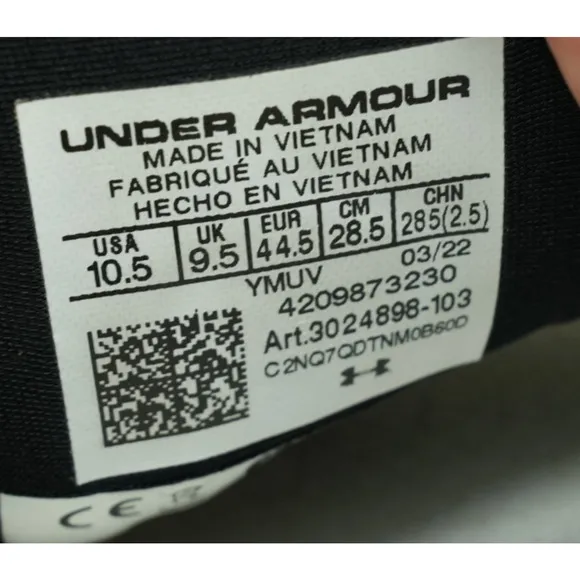 UNDER ARMOUR
MADE IN VIETNAM
FABRIQUÉ AU VIETNAM
HECHO EN VIETNAM
USA UK EUR CM CHN
10.5 9.5 44.5 28.5 285(2.5)
YMUV 03/22
4209873230
Art.3024898-103
C2NQ7QDTNM0B60D
CE